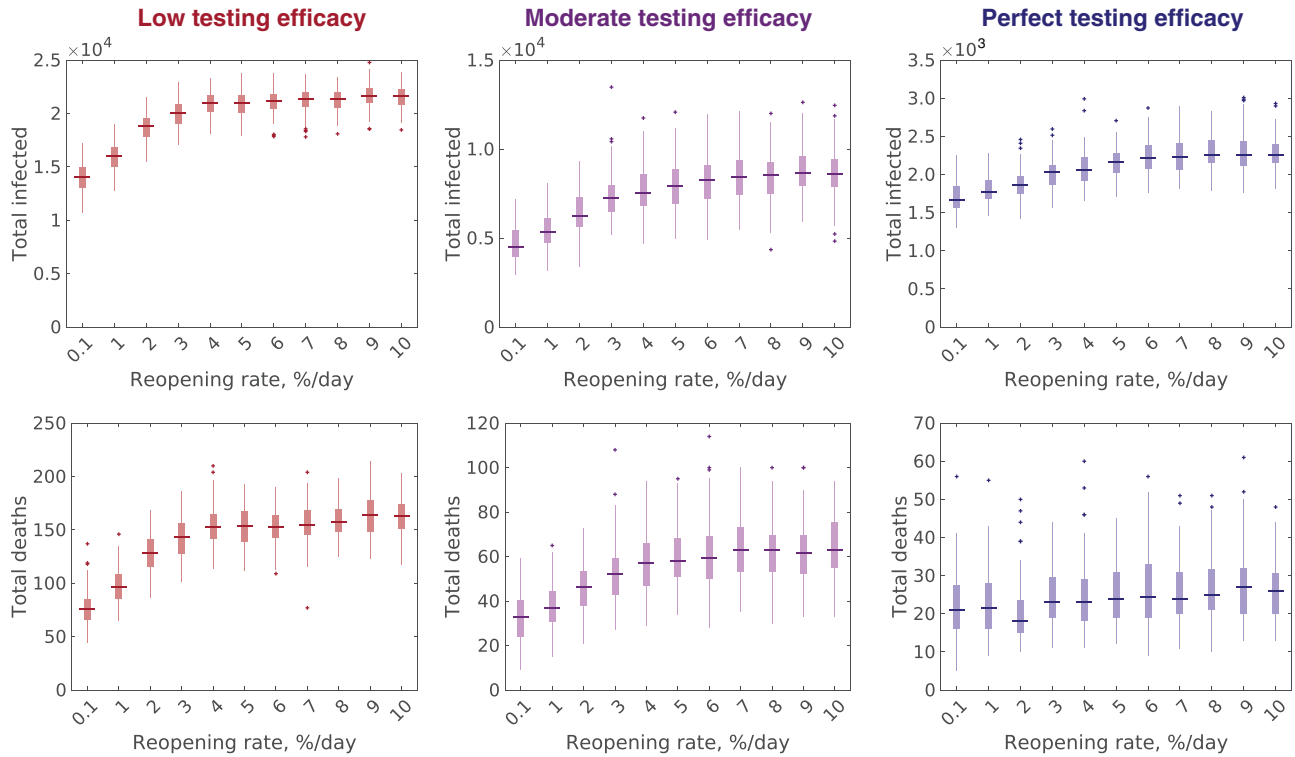 Low testing efficacy
Moderate testing efficacy
Perfect testing efficacy
×10⁴
2.5
2
1.5
1
0.5
0
Total infected
0.1 1 2 3 4 5 6 7 8 9 10
Reopening rate, %/day
×10⁴
1.5
1.0
0.5
0
Total infected
0.1 1 2 3 4 5 6 7 8 9 10
Reopening rate, %/day
×10³
3.5
3.0
2.5
2.0
1.5
1.0
0.5
0
Total infected
0.1 1 2 3 4 5 6 7 8 9 10
Reopening rate, %/day
250
200
150
100
50
0
Total deaths
0.1 1 2 3 4 5 6 7 8 9 10
Reopening rate, %/day
120
100
80
60
40
20
0
Total deaths
0.1 1 2 3 4 5 6 7 8 9 10
Reopening rate, %/day
70
60
50
40
30
20
10
0
Total deaths
0.1 1 2 3 4 5 6 7 8 9 10
Reopening rate, %/day